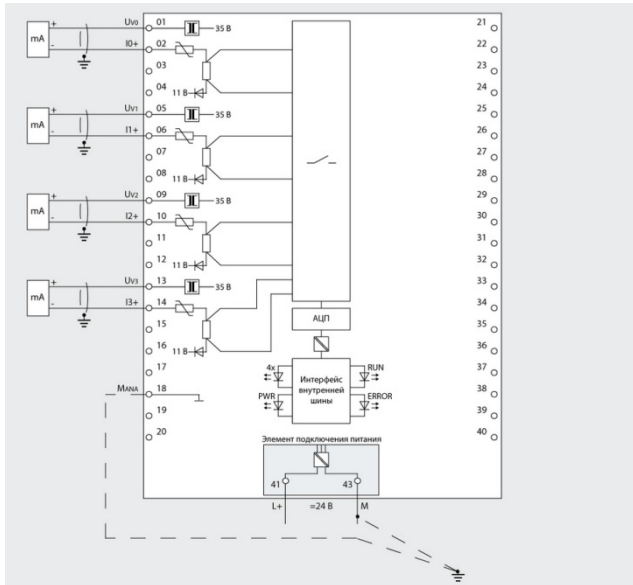 mA
+
-
Uv0
I0+
01
35 В
02
03
04
11 В
mA
+
-
Uv1
I1+
05
35 В
06
07
08
11 В
mA
+
-
Uv2
I2+
09
35 В
10
11
12
11 В
mA
+
-
Uv3
I3+
13
35 В
14
15
16
11 В
17
MANA
18
19
20
АЦП
4x
RUN
Интерфейс
внутренней
шины
PWR
ERROR
Элемент подключения питания
41
43
L+
=24 В
M
21
22
23
24
25
26
27
28
29
30
31
32
33
34
35
36
37
38
39
40